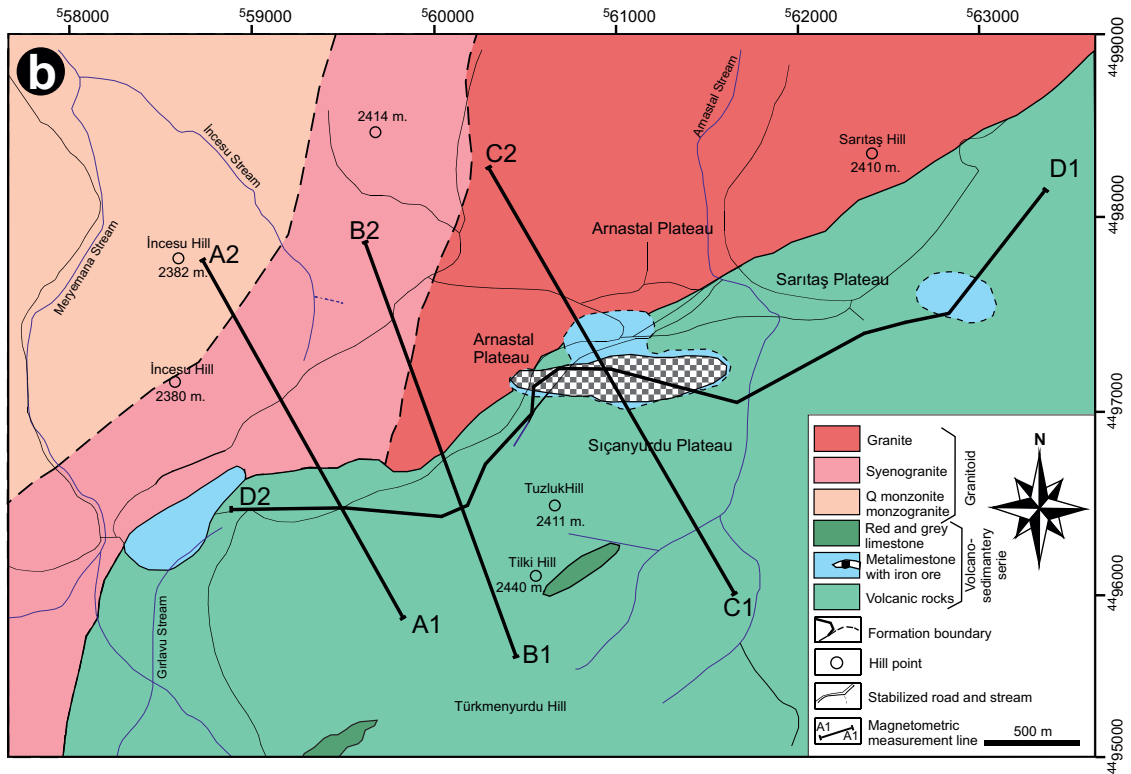 558000 559000 560000 561000 562000 563000
4499000
b
2414 m.
Arnastal Stream
İncesu Stream
C2
Sarıtaş Hill
2410 m.
D1
4498000
B2
Arnastal Plateau
Meryemana Stream
İncesu Hill
2382 m.
A2
Sarıtaş Plateau
Arnastal
Plateau
İncesu Hill
2380 m.
4497000
Sıçanyurdu Plateau
D2
TuzlukHill
2411 m.
Tilki Hill
2440 m
4496000
Gırlavu Stream
A1
C1
B1
Türkmenyurdu Hill
4495000
Granite
Syenogranite
Q monzonite
monzogranite
Granitoid
Red and grey
limestone
Metalimestone
with iron ore
Volcanic rocks
Volcano-
sedimantery
serie
Formation boundary
Hill point
Stabilized road and stream
A1 A1
Magnetometric
measurement line
N
500 m